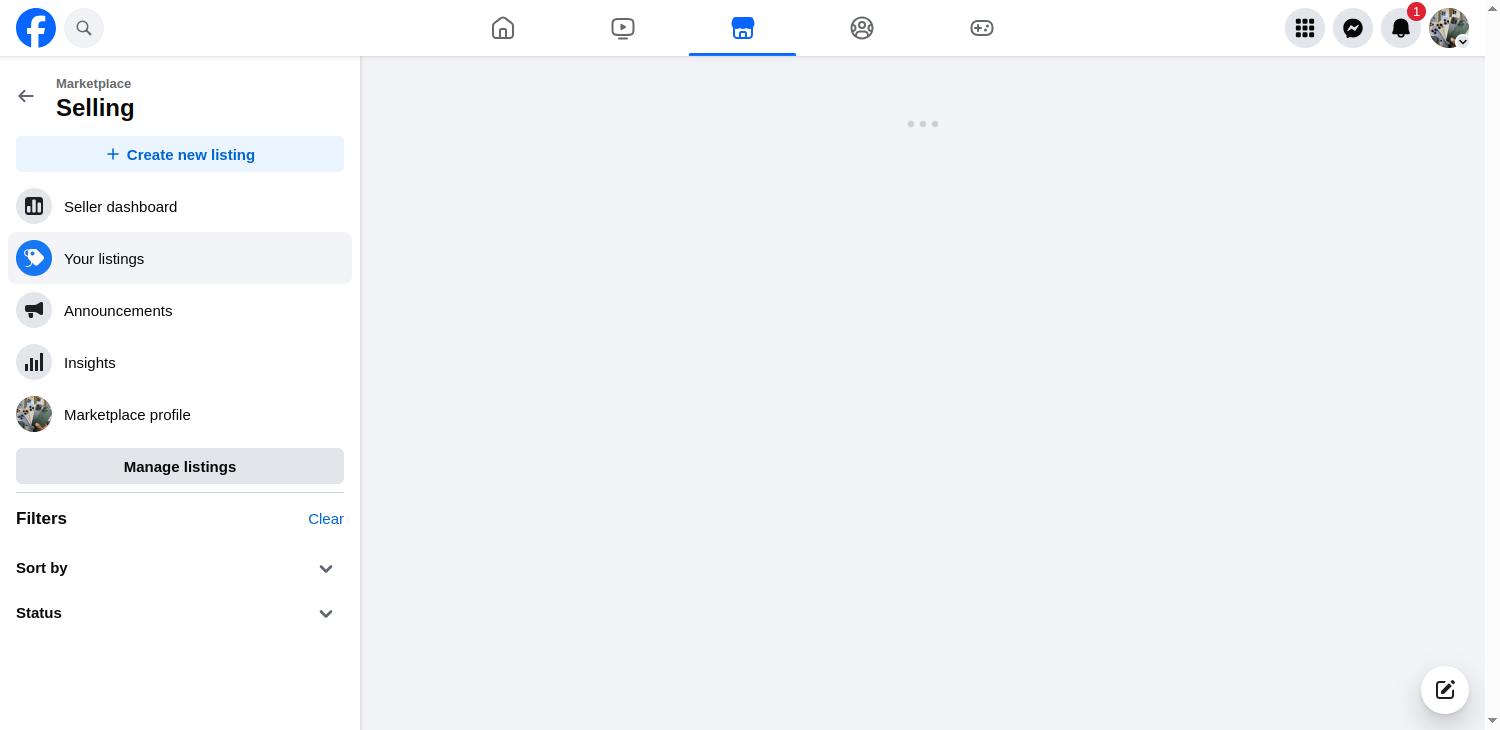 1
Marketplace
Selling
Create new listing
Seller dashboard
Your listings
Announcements
Insights
Marketplace profile
Manage listings
Filters
Clear
Sort by
Status